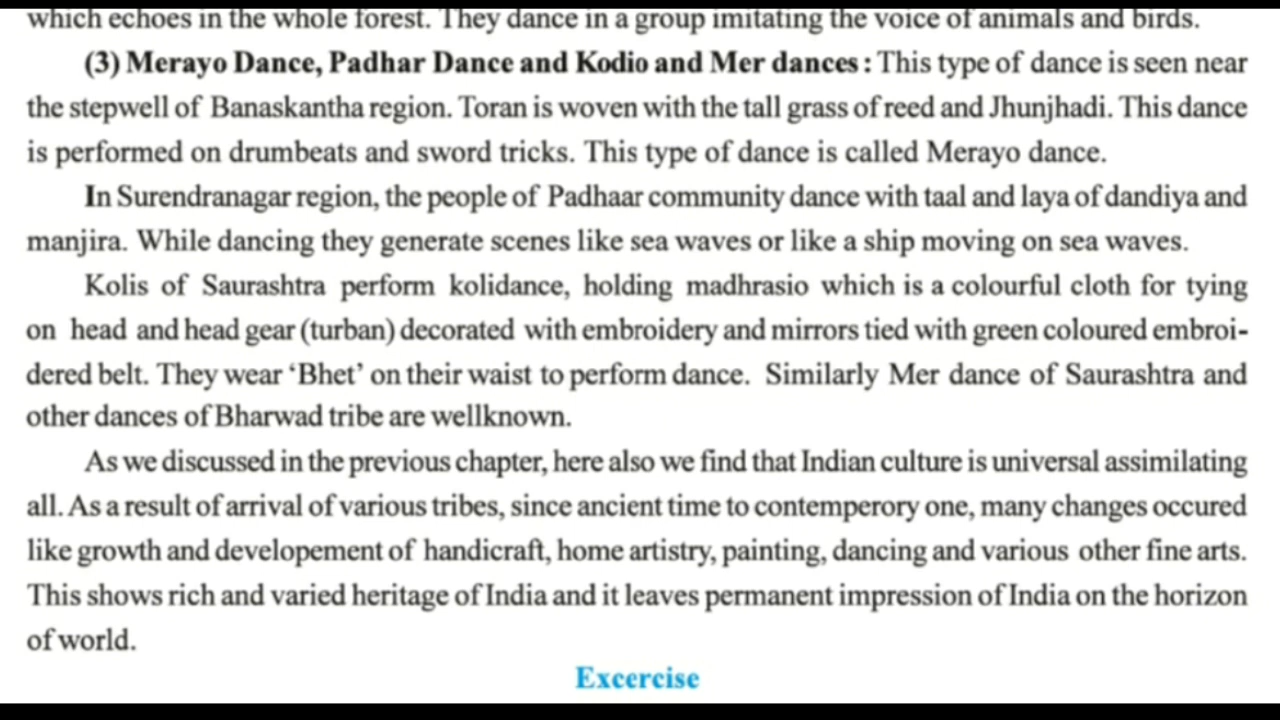 which echoes in the whole forest. They dance in a group imitating the voice of animals and birds.
(3) Merayo Dance, Padhar Dance and Kodio and Mer dances : This type of dance is seen near
the stepwell of Banaskantha region. Toran is woven with the tall grass of reed and Jhunjhadi. This dance
is performed on drumbeats and sword tricks. This type of dance is called Merayo dance.
In Surendranagar region, the people of Padhaar community dance with taal and laya of dandiya and
manjira. While dancing they generate scenes like sea waves or like a ship moving on sea waves.
Kolis of Saurashtra perform kolidance, holding madhrasio which is a colourful cloth for tying
on head and head gear (turban) decorated with embroidery and mirrors tied with green coloured embroi-
dered belt. They wear ‘Bhet’ on their waist to perform dance. Similarly Mer dance of Saurashtra and
other dances of Bharwad tribe are wellknown.
As we discussed in the previous chapter, here also we find that Indian culture is universal assimilating
all. As a result of arrival of various tribes, since ancient time to contemperory one, many changes occured
like growth and developement of handicraft, home artistry, painting, dancing and various other fine arts.
This shows rich and varied heritage of India and it leaves permanent impression of India on the horizon
of world.
Excercise